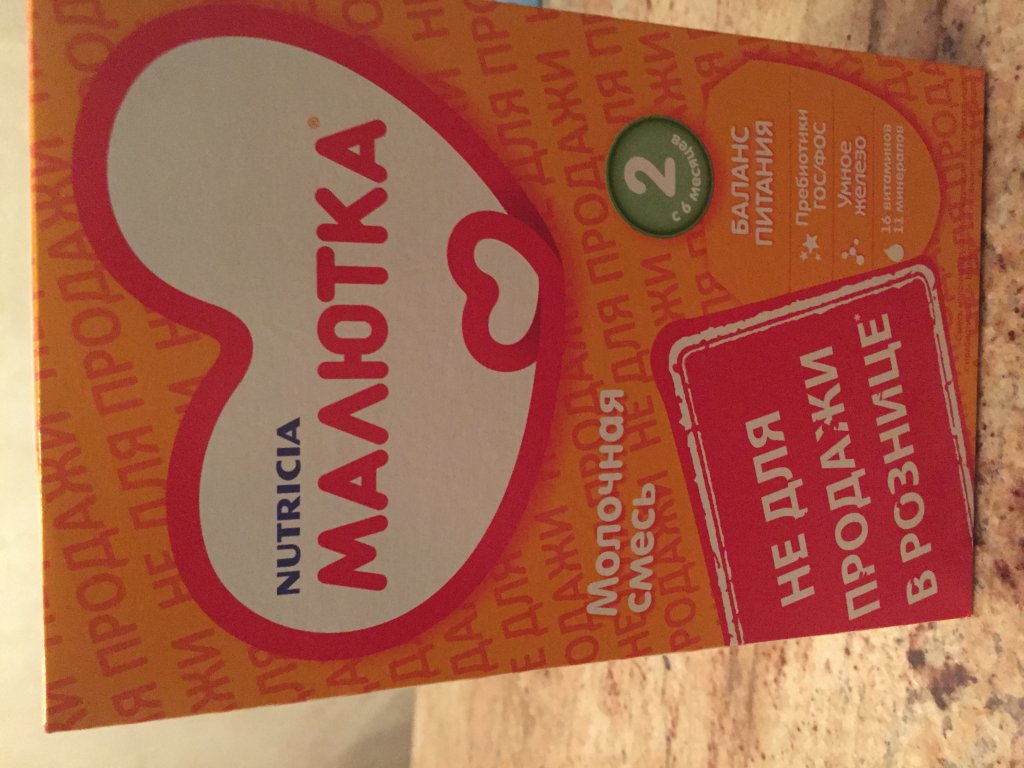 NUTRICIA
МАЛЮТКА®
Молочная
смесь
2
с 6 месяцев
БАЛАНС
ПИТАНИЯ
Пребиотики
ГОС/ФОС
Умное
железо
16 витаминов
11 минералов
НЕ ДЛЯ
ПРОДАЖИ
В РОЗНИЦЕ*